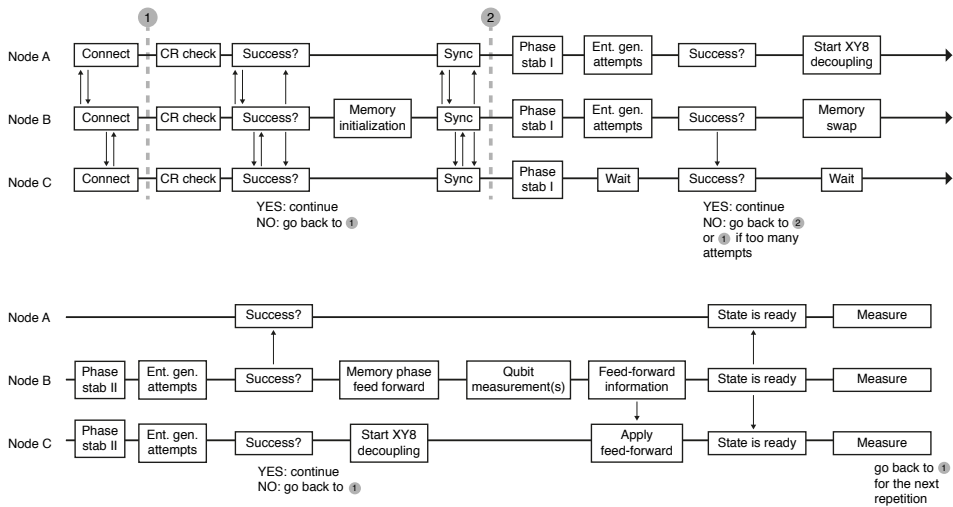 1
2
Node A
Connect
CR check
Success?
Sync
Phase
stab I
Ent. gen.
attempts
Success?
Start XY8
decoupling
Node B
Connect
CR check
Success?
Memory
initialization
Sync
Phase
stab I
Ent. gen.
attempts
Success?
Memory
swap
Node C
Connect
CR check
Success?
Sync
Phase
stab I
Wait
Success?
Wait
YES: continue
NO: go back to 1
YES: continue
NO: go back to 2
or 1 if too many
attempts
Node A
Success?
State is ready
Measure
Node B
Phase
stab II
Ent. gen.
attempts
Success?
Memory phase
feed forward
Qubit
measurement(s)
Feed-forward
information
State is ready
Measure
Node C
Phase
stab II
Ent. gen.
attempts
Success?
Start XY8
decoupling
Apply
feed-forward
State is ready
Measure
YES: continue
NO: go back to 1
go back to 1
for the next
repetition